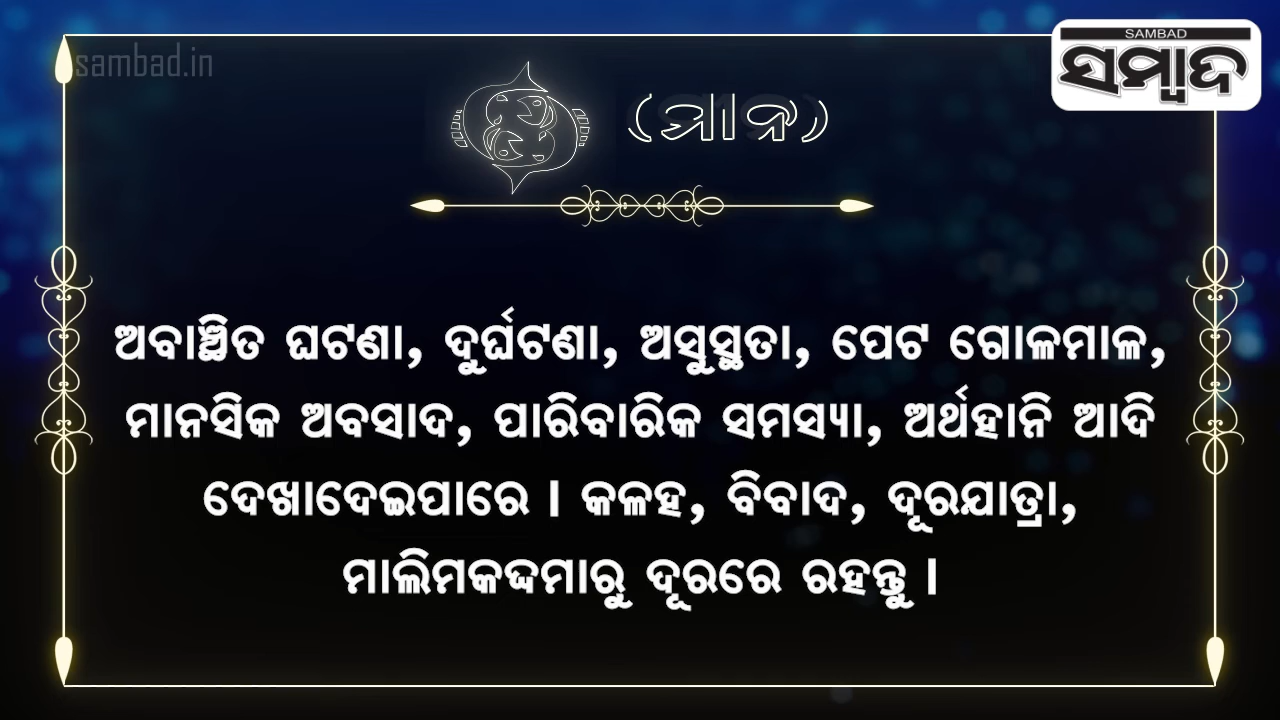 sambad.in
SAMBAD
ସମ୍ବାଦ
(ମୀନ)
ଅବାଞ୍ଛିତ ଘଟଣା, ଦୁର୍ଘଟଣା, ଅସୁସ୍ଥତା, ପେଟ ଗୋଳମାଳ,
ମାନସିକ ଅବସାଦ, ପାରିବାରିକ ସମସ୍ୟା, ଅର୍ଥହାନି ଆଦି
ଦେଖାଦେଇପାରେ । କଳହ, ବିବାଦ, ଦୂରଯାତ୍ରା,
ମାଲିମକଦ୍ଦମାରୁ ଦୂରରେ ରହନ୍ତୁ ।